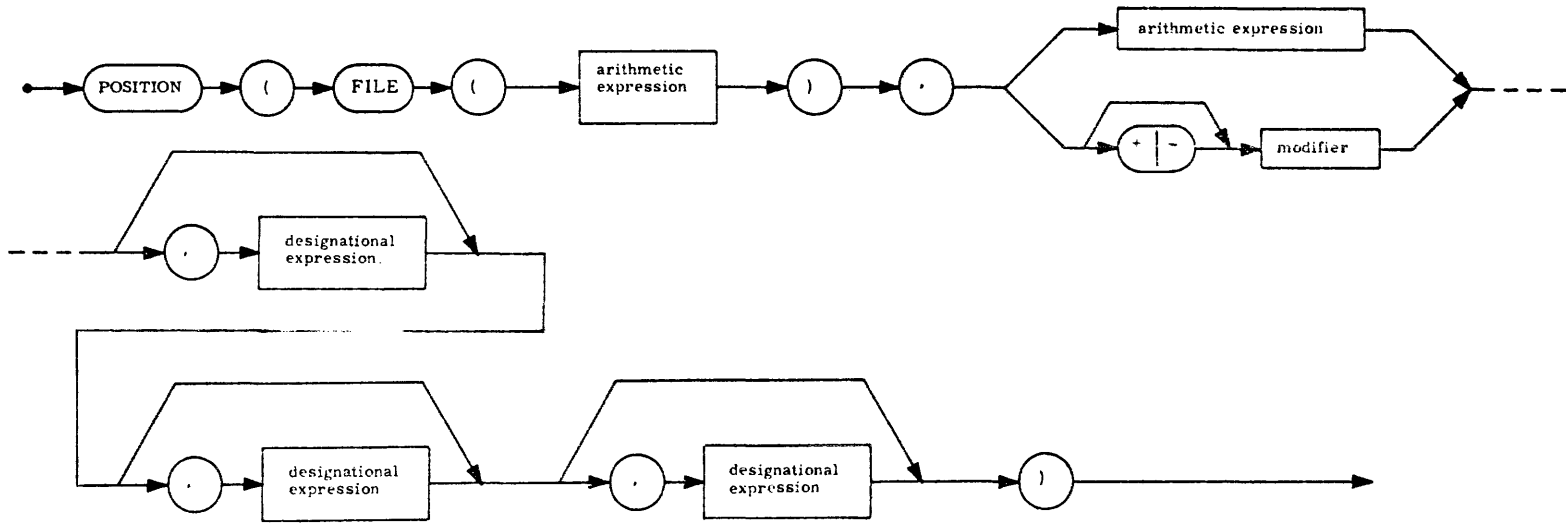 arithmetic expression
POSITION ( FILE ( arithmetic
expression ) ,
+ | - modifier
, designational
expression.
, designational
expression , designational
expression )